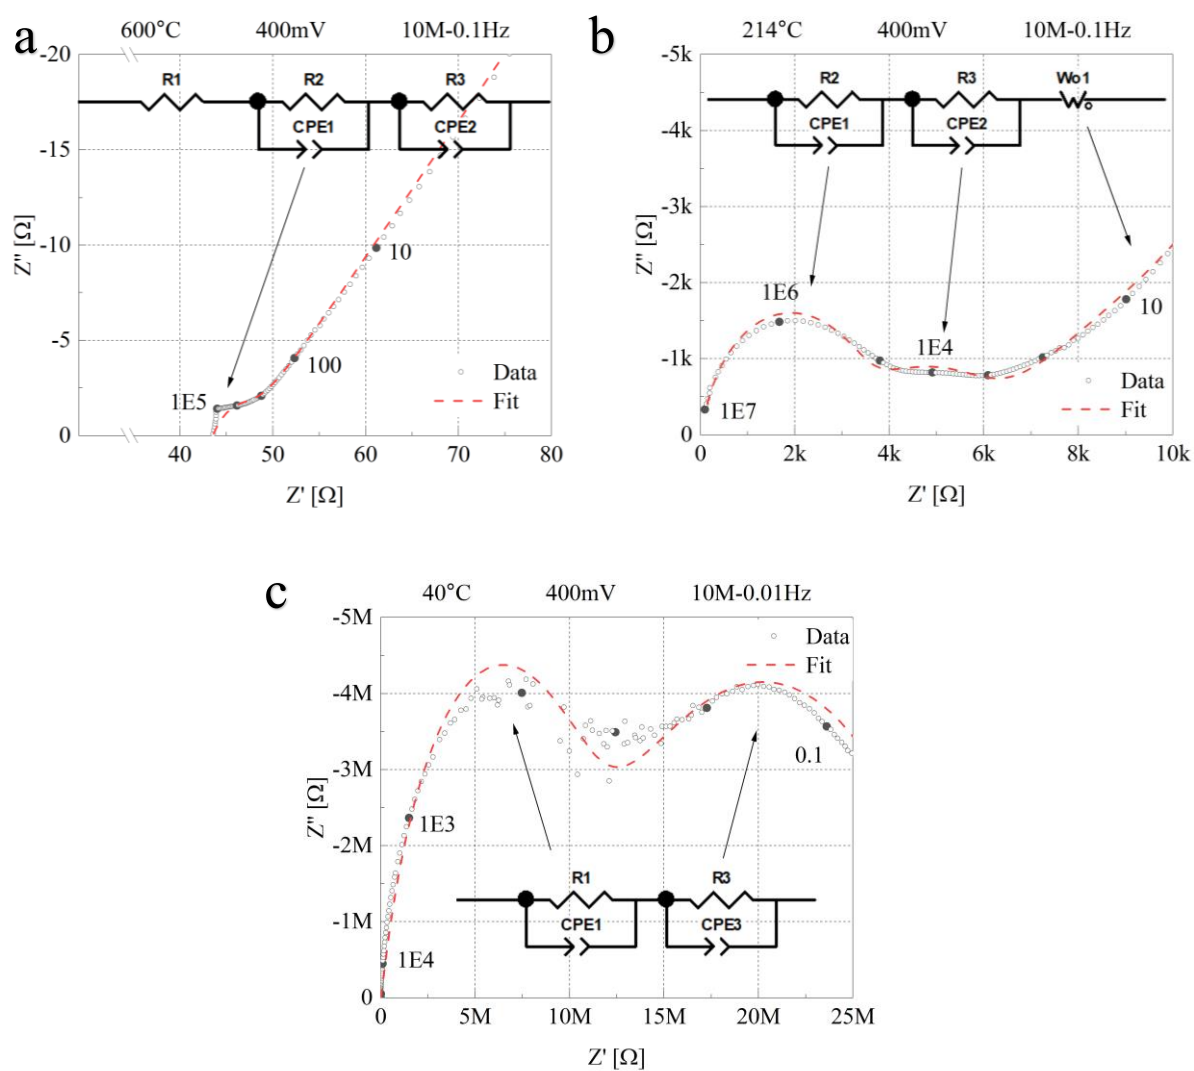 a
600°C 400mV 10M-0.1Hz
-20
R1 R2 R3
CPE1 CPE2
-15
Z" [Ω]
-10
10
-5
100
1E5
Data
Fit
0
40 50 60 70 80
Z' [Ω]
b
214°C 400mV 10M-0.1Hz
-5k
R2 R3 Wo1
-4k
CPE1 CPE2
-3k
Z" [Ω]
-2k
1E6
10
1E4
-1k
1E7
Data
Fit
0
0 2k 4k 6k 8k 10k
Z' [Ω]
c
40°C 400mV 10M-0.01Hz
-5M
Data
Fit
-4M
0.1
-3M
Z" [Ω]
1E3
-2M
R1 R3
CPE1 CPE3
-1M
1E4
0
0 5M 10M 15M 20M 25M
Z' [Ω]